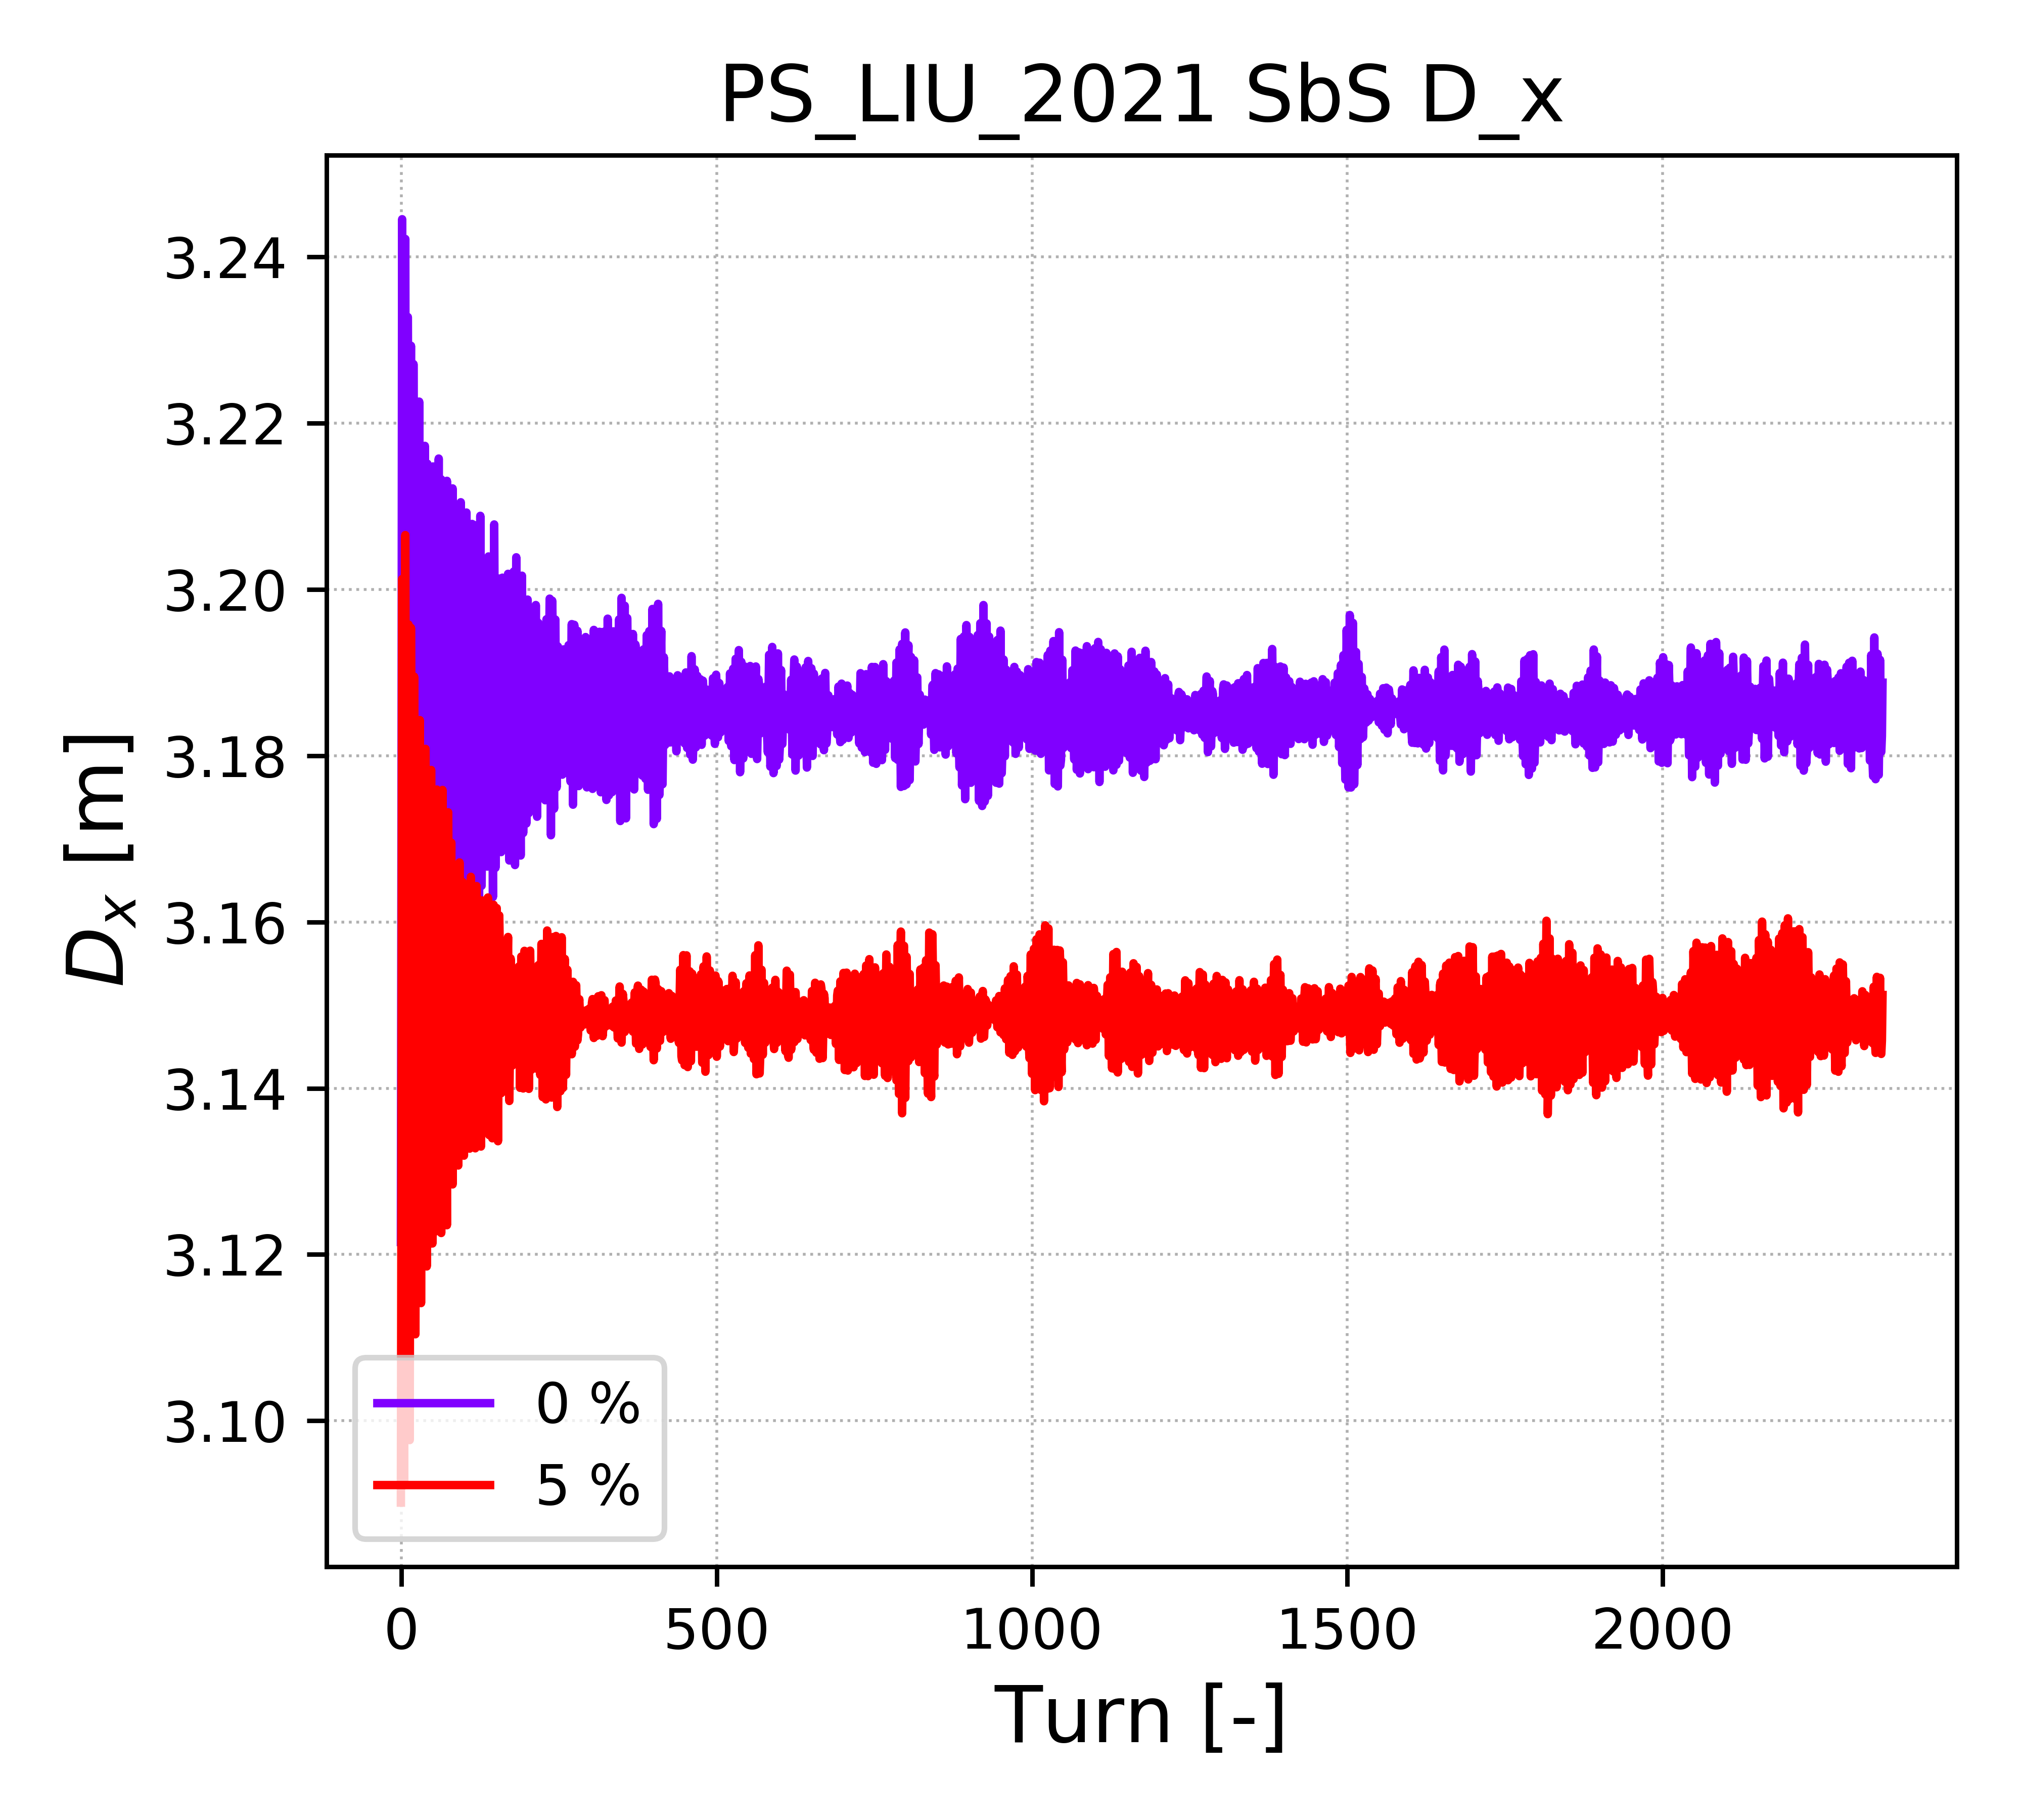 PS_LIU_2021 SbS D_x
D_x [m]
3.24
3.22
3.20
3.18
3.16
3.14
3.12
3.10
0 %
5 %
0 500 1000 1500 2000
Turn [-]